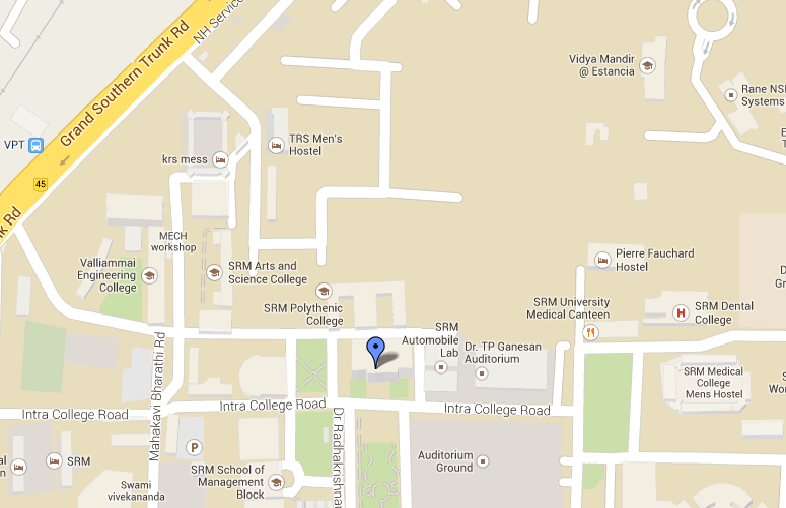 NH Service
Grand Southern Trunk Rd
Vidya Mandir
@ Estancia
Rane NSK
Systems
VPT
TRS Men's
Hostel
krs mess
45
nk Rd
MECH
workshop
Valliammai
Engineering
College
SRM Arts and
Science College
Pierre Fauchard
Hostel
SRM Polythenic
College
SRM University
Medical Canteen
SRM Dental
College
H
SRM
Automobile
Lab
Dr. TP Ganesan
Auditorium
Mahakavi Bharathi Rd
SRM Medical
College
Mens Hostel
Intra College Road
Intra College Road
Intra College Road
Dr Radhakrishnan
P
SRM
SRM School of
Management
Block
Auditorium
Ground
Swami
vivekananda